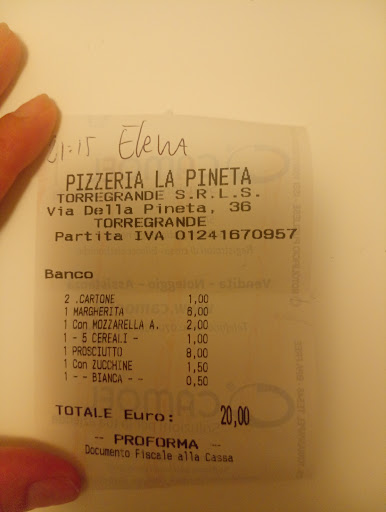 21:15 Elena
PIZZERIA LA PINETA
TORREGRANDE S.R.L.S.
Via Della Pineta, 36
TORREGRANDE
Partita IVA 01241670957
Banco
2 .CARTONE 1,00
1 MARGHERITA 6,00
1 Con MOZZARELLA A. 2,00
1 - 5 CEREALI - 1,00
1 PROSCIUTTO 8,00
1 Con ZUCCHINE 1,50
1 -- BIANCA -- 0,50
TOTALE Euro: 20,00
-- PROFORMA --
Documento Fiscale alla Cassa